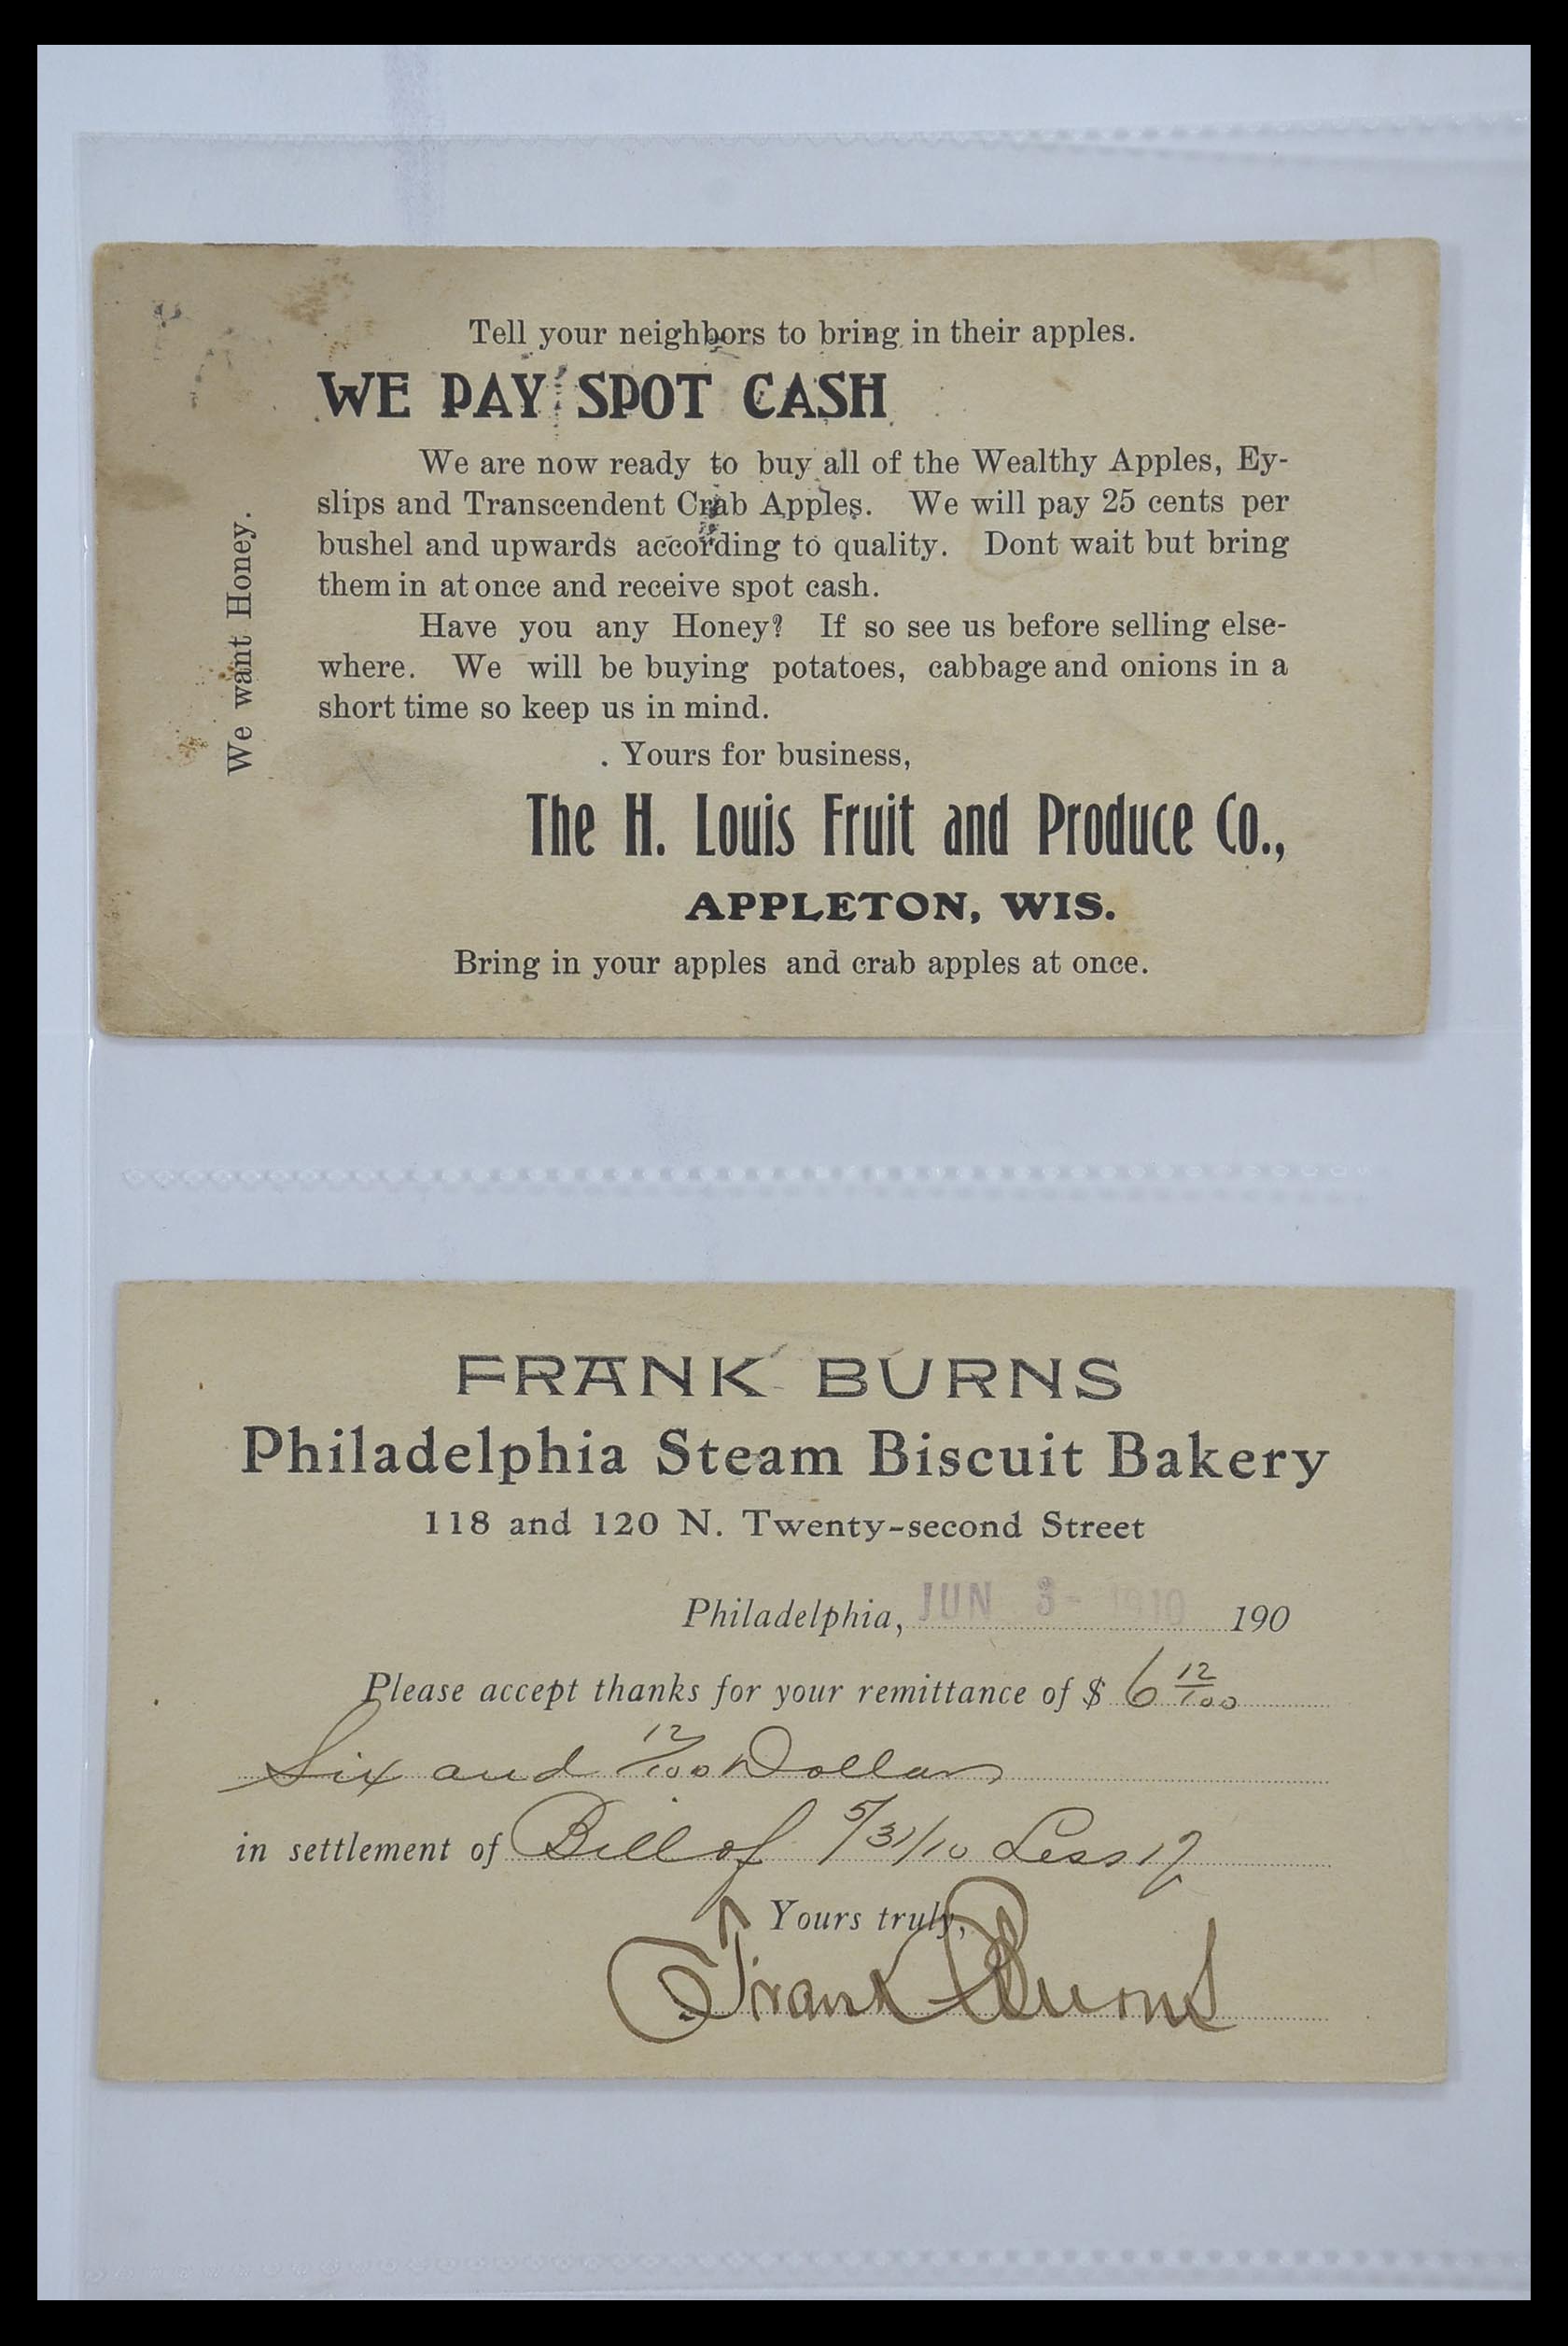 Tell your neighbors to bring in their apples.
WE PAY SPOT CASH
We are now ready to buy all of the Wealthy Apples, Ey-
slips and Transcendent Crab Apples. We will pay 25 cents per
bushel and upwards according to quality. Dont wait but bring
them in at once and receive spot cash.
Have you any Honey? If so see us before selling else-
where. We will be buying potatoes, cabbage and onions in a
short time so keep us in mind.
. Yours for business,
The H. Louis Fruit and Produce Co.,
APPLETON, WIS.
Bring in your apples and crab apples at once.
We want Honey.
FRANK BURNS
Philadelphia Steam Biscuit Bakery
118 and 120 N. Twenty-second Street
Philadelphia, JUN 3- 1910 190
Please accept thanks for your remittance of $ 6 12/100
Six and 12/100 Dollars
in settlement of Bill of 5/31/10 Less
Yours truly,
Frank Burns